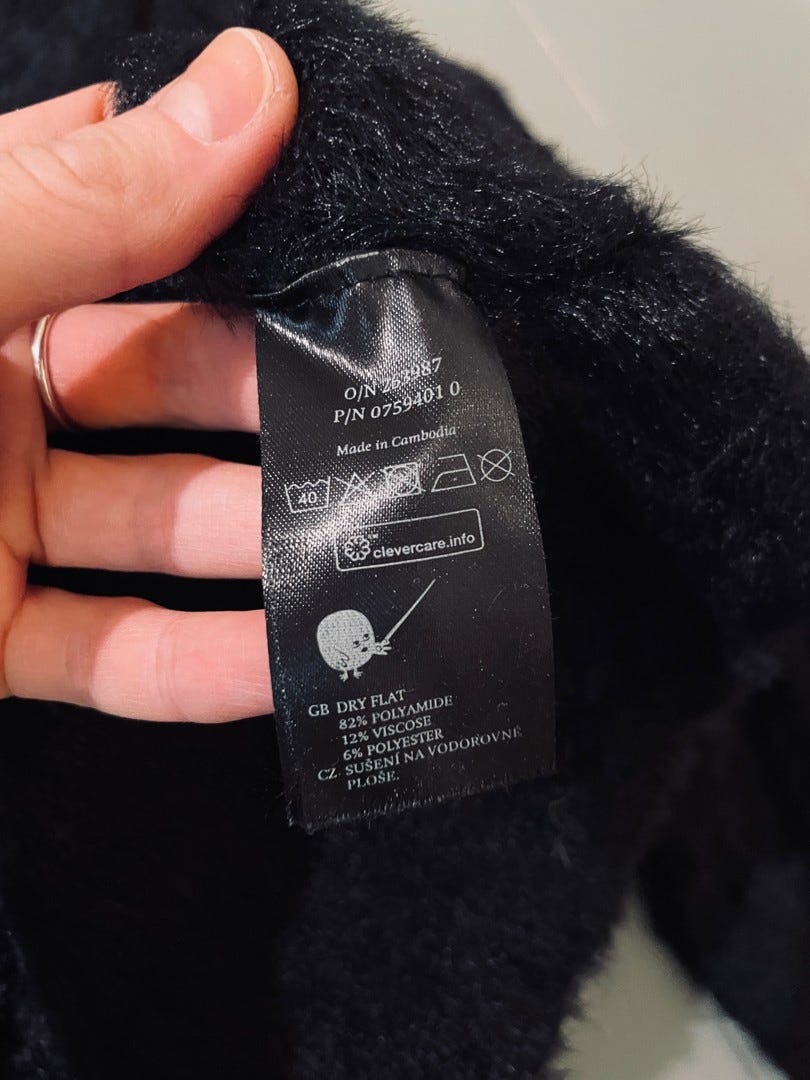 O/N
P/N 0759401 0
Made in Cambodia
40
clevercare.info
GB DRY FLAT
82% POLYAMIDE
12% VISCOSE
6% POLYESTER
CZ. SUŠENÍ NA VODOROVNÉ
PLOŠE.